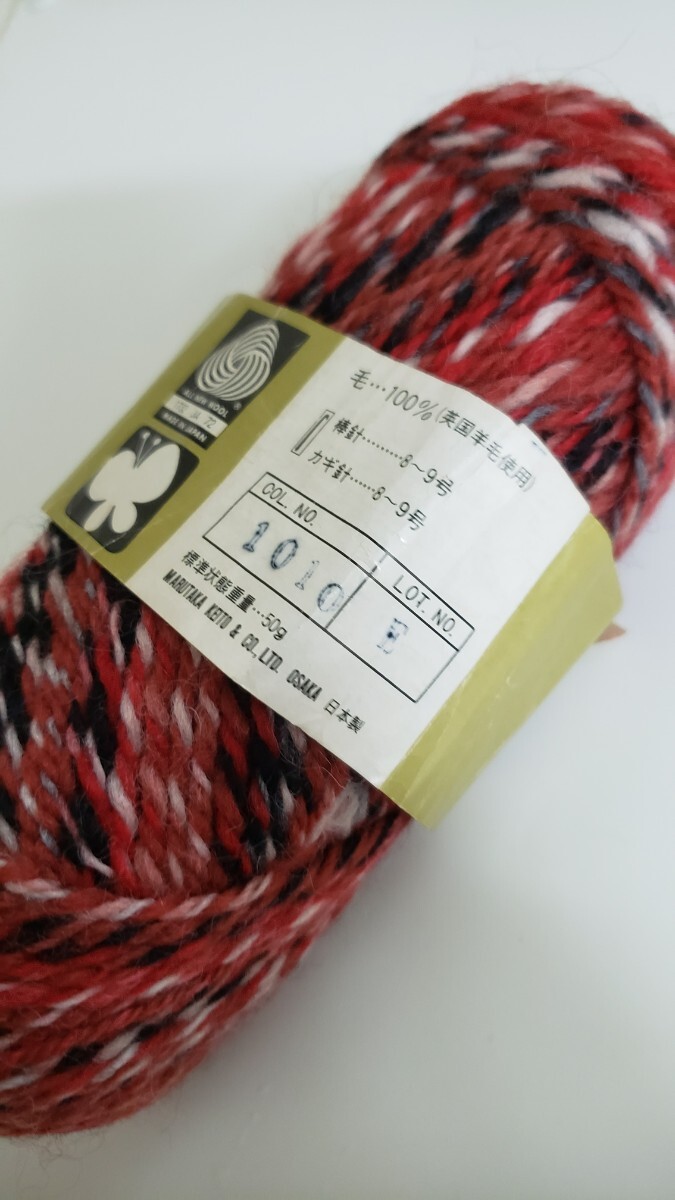 ALL NEW WOOL
MADE IN JAPAN
毛…100%(英国羊毛使用)
棒針………8~9号
カギ針……8~9号
COL. NO.
LOT. NO.
1010
E
標準状態重量…50g
MARUTAKA KEITO & CO., LTD. OSAKA 日本製